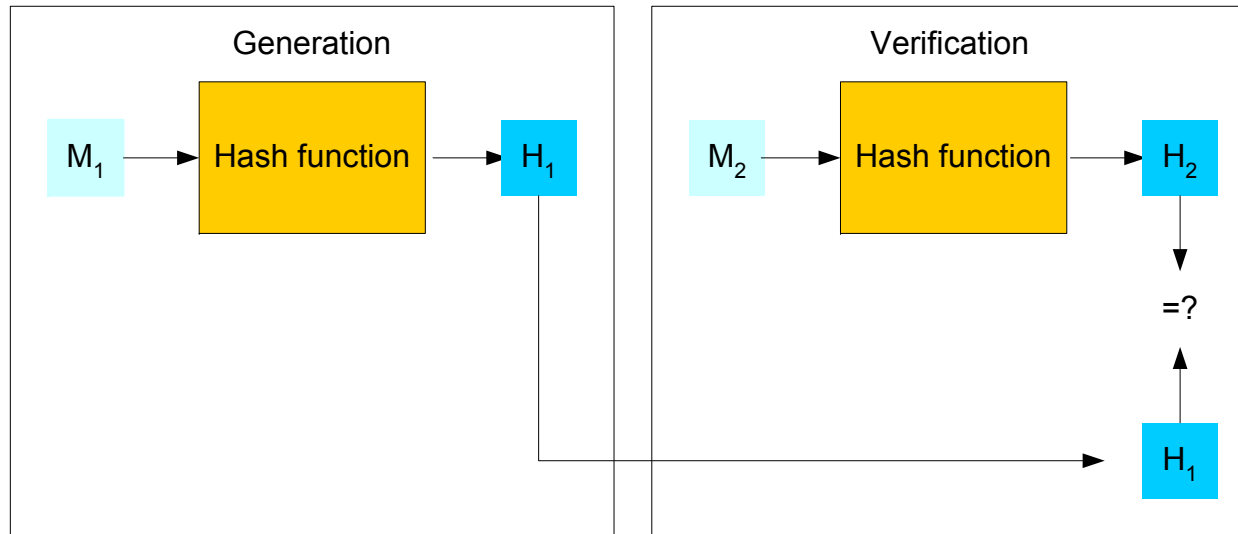 Generation
M₁
Hash function
H₁
Verification
M₂
Hash function
H₂
=?
H₁